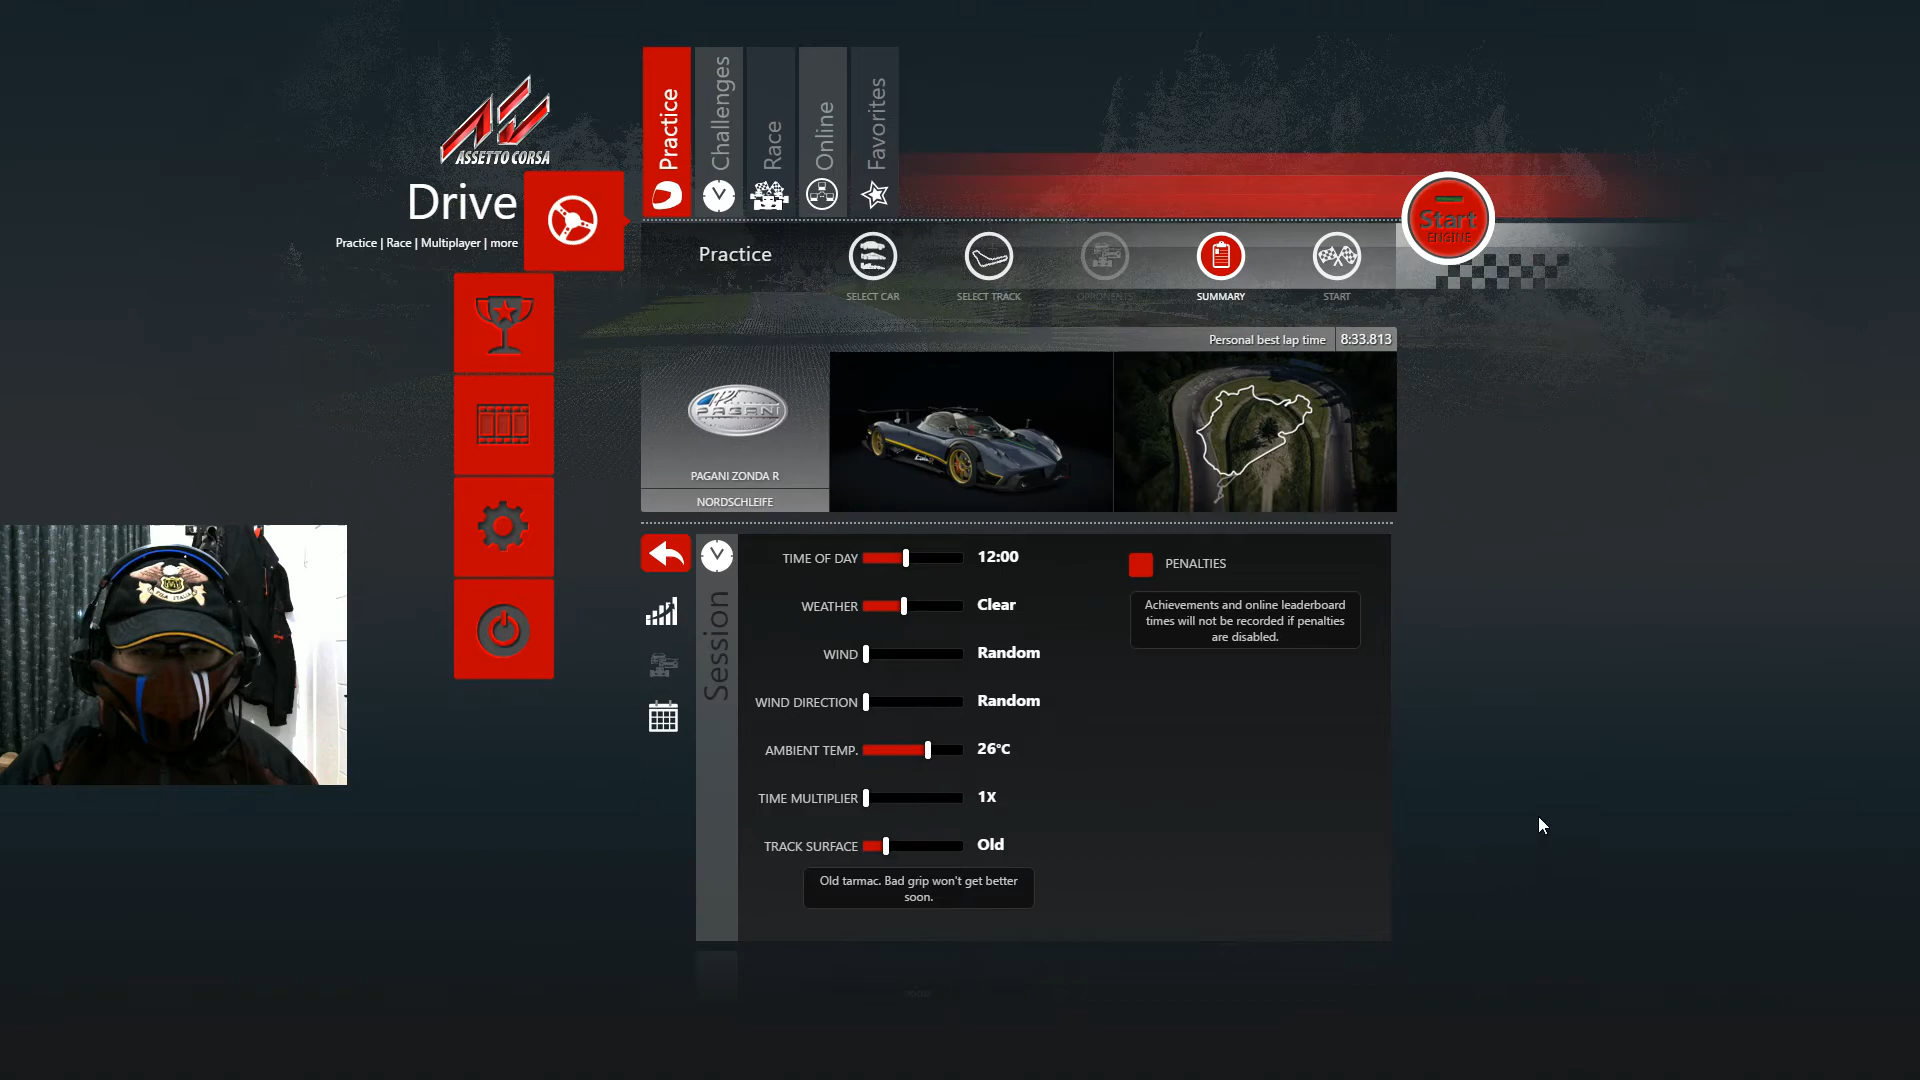 Practice
Challenges
Race
Online
Favorites
ASSETTO CORSA
Drive
Practice | Race | Multiplayer | more
Start
ENGINE
Practice
SELECT CAR
SELECT TRACK
OPONENTS
SUMMARY
START
Personal best lap time 8:33.813
PAGANI
PAGANI ZONDA R
NORDSCHLEIFE
Session
TIME OF DAY 12:00
WEATHER Clear
WIND Random
WIND DIRECTION Random
AMBIENT TEMP. 26°C
TIME MULTIPLIER 1X
TRACK SURFACE Old
Old tarmac. Bad grip won't get better
soon.
PENALTIES
Achievements and online leaderboard
times will not be recorded if penalties
are disabled.